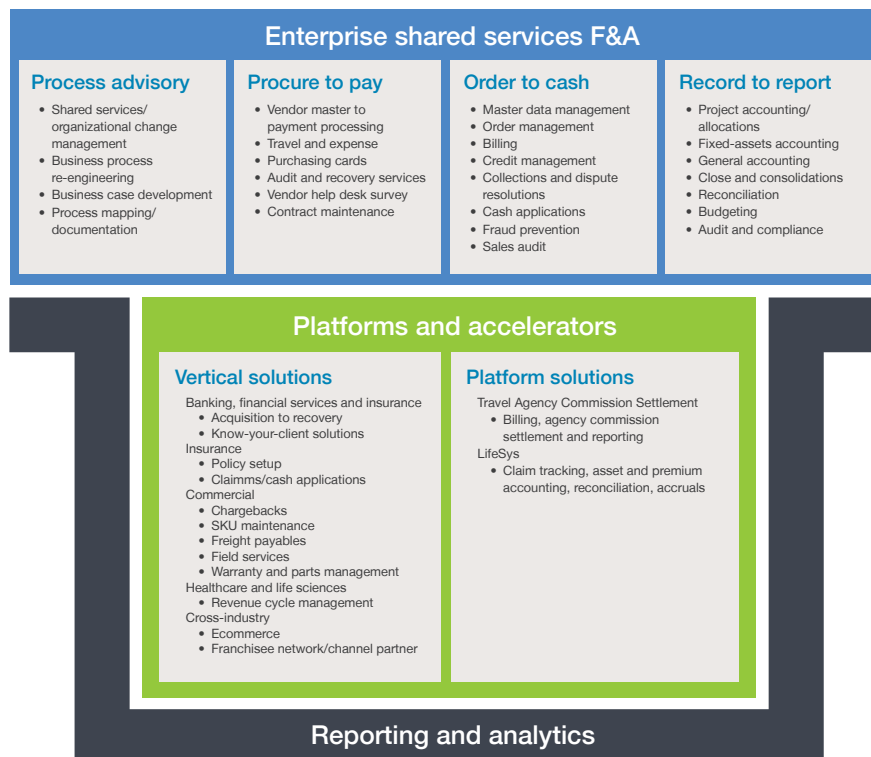 Enterprise shared services F&A
Process advisory
• Shared services/
organizational change
management
• Business process
re-engineering
• Business case development
• Process mapping/
documentation
Procure to pay
• Vendor master to
payment processing
• Travel and expense
• Purchasing cards
• Audit and recovery services
• Vendor help desk survey
• Contract maintenance
Order to cash
• Master data management
• Order management
• Billing
• Credit management
• Collections and dispute
resolutions
• Cash applications
• Fraud prevention
• Sales audit
Record to report
• Project accounting/
allocations
• Fixed-assets accounting
• General accounting
• Close and consolidations
• Reconciliation
• Budgeting
• Audit and compliance
Platforms and accelerators
Vertical solutions
Banking, financial services and insurance
• Acquisition to recovery
• Know-your-client solutions
Insurance
• Policy setup
• Claimms/cash applications
Commercial
• Chargebacks
• SKU maintenance
• Freight payables
• Field services
• Warranty and parts management
Healthcare and life sciences
• Revenue cycle management
Cross-industry
• Ecommerce
• Franchisee network/channel partner
Platform solutions
Travel Agency Commission Settlement
• Billing, agency commission
settlement and reporting
LifeSys
• Claim tracking, asset and premium
accounting, reconciliation, accruals
Reporting and analytics